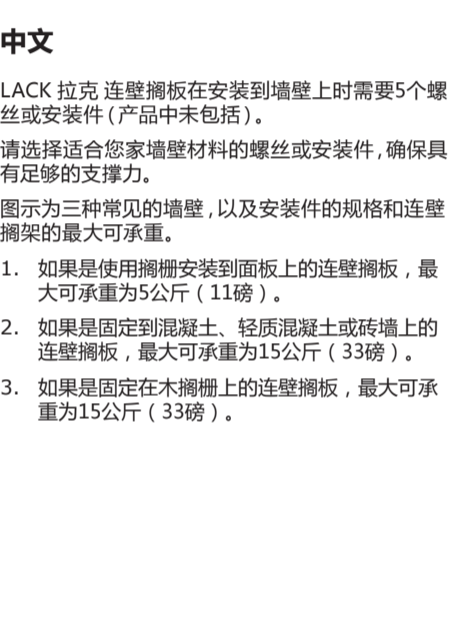 中文
LACK 拉克 连壁搁板在安装到墙壁上时需要5个螺
丝或安装件（产品中未包括）。
请选择适合您家墙壁材料的螺丝或安装件，确保具
有足够的支撑力。
图示为三种常见的墙壁，以及安装件的规格和连壁
搁架的最大可承重。
1. 如果是使用搁栅安装到面板上的连壁搁板，最
大可承重为5公斤（11磅）。
2. 如果是固定到混凝土、轻质混凝土或砖墙上的
连壁搁板，最大可承重为15公斤（33磅）。
3. 如果是固定在木搁栅上的连壁搁板，最大可承
重为15公斤（33磅）。